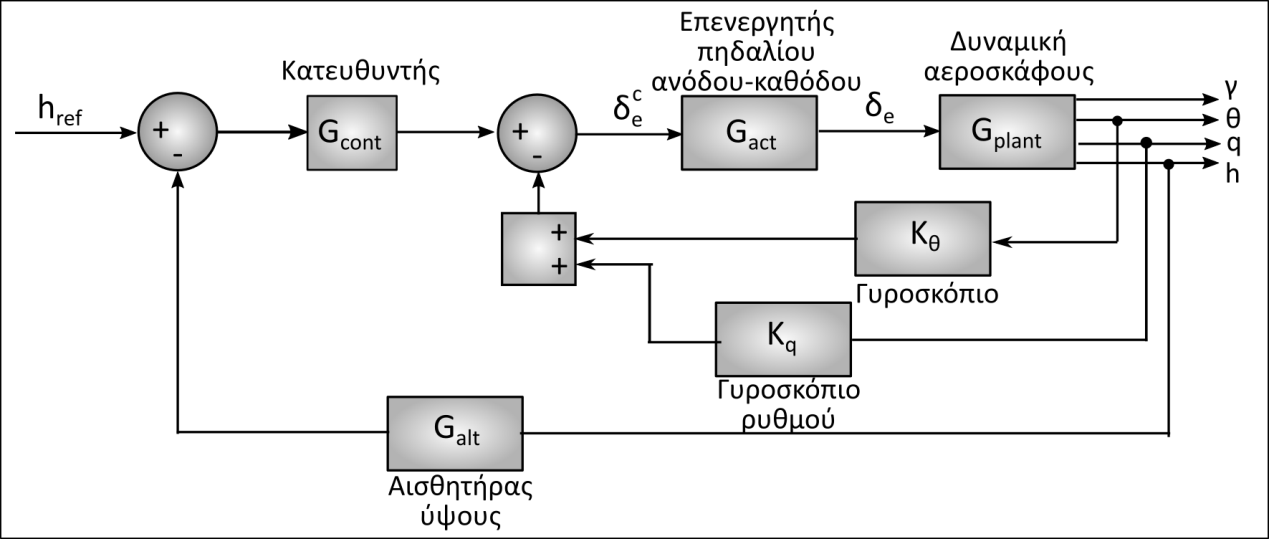 Επενεργητής
πηδαλίου
ανόδου-καθόδου
Δυναμική
αεροσκάφους
Κατευθυντής
h_ref
+
-
G_cont
+
-
δ_e^c
G_act
δ_e
G_plant
γ
θ
q
h
+
+
K_θ
Γυροσκόπιο
K_q
Γυροσκόπιο
ρυθμού
G_alt
Αισθητήρας
ύψους